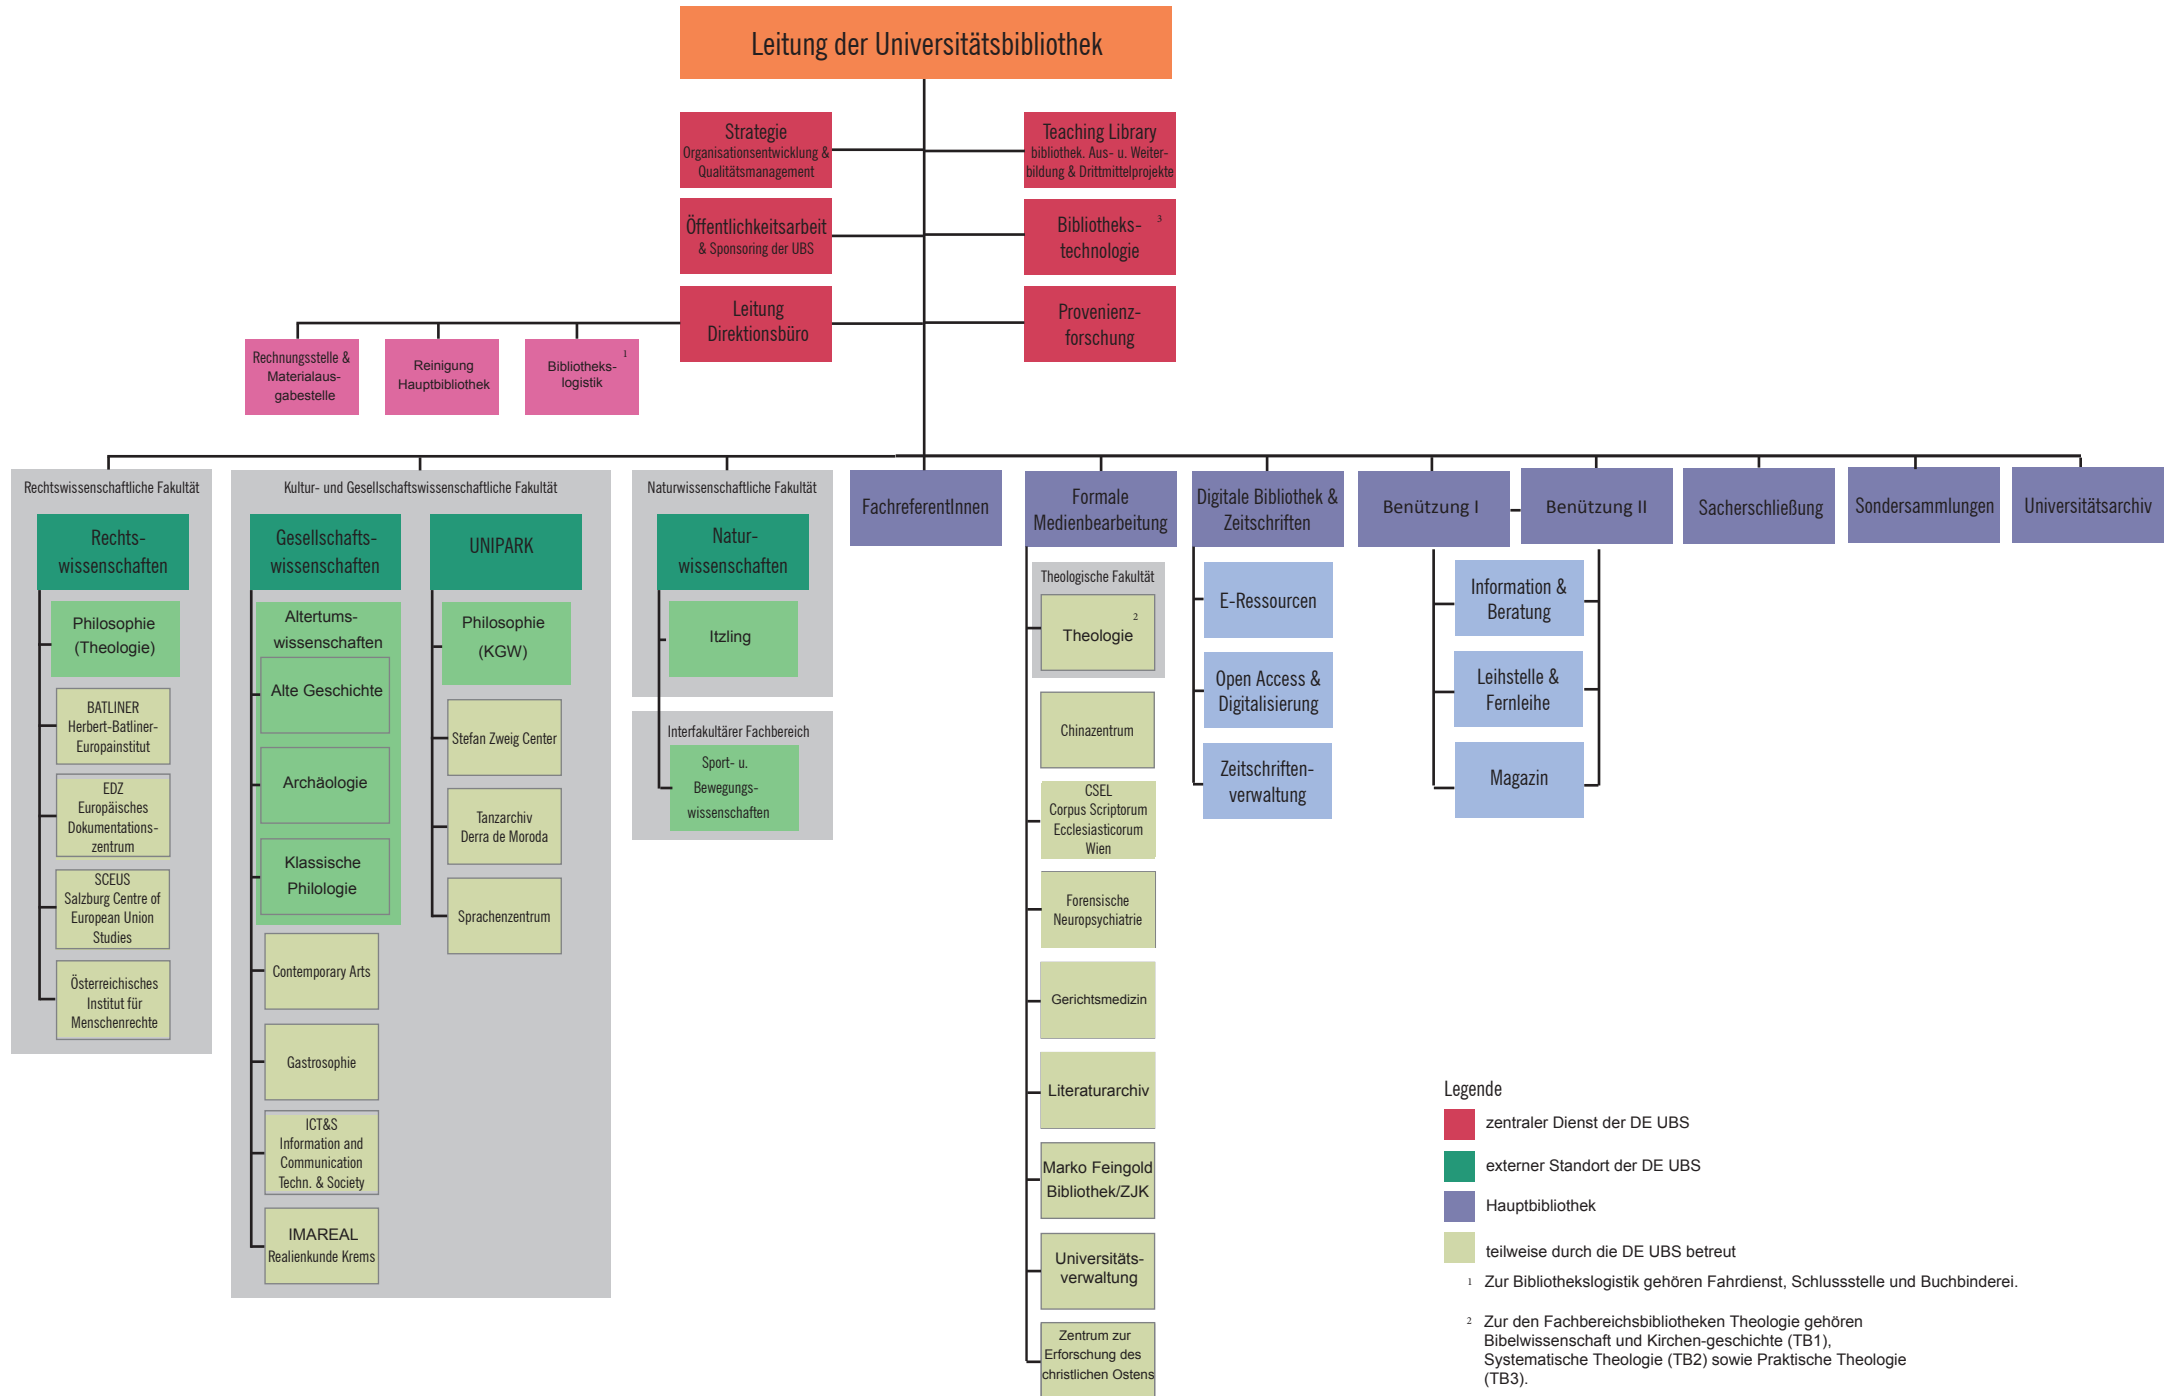 Leitung der Universitätsbibliothek
Strategie
Organisationsentwicklung &
Qualitätsmanagement
Teaching Library
bibliothek. Aus- u. Weiter-
bildung & Drittmittelprojekte
Öffentlichkeitsarbeit
& Sponsoring der UBS
Bibliotheks- 3
technologie
Leitung
Direktionsbüro
Provenienz-
forschung
Rechnungsstelle &
Materialaus-
gabestelle
Reinigung
Hauptbibliothek
1
Bibliotheks-
logistik
Rechtswissenschaftliche Fakultät
Rechts-
wissenschaften
Philosophie
(Theologie)
BATLINER
Herbert-Batliner-
Europainstitut
EDZ
Europäisches
Dokumentations-
zentrum
SCEUS
Salzburg Centre of
European Union
Studies
Österreichisches
Institut für
Menschenrechte
Kultur- und Gesellschaftswissenschaftliche Fakultät
Gesellschafts-
wissenschaften
Altertums-
wissenschaften
Alte Geschichte
Archäologie
Klassische
Philologie
Contemporary Arts
Gastrosophie
ICT&S
Information and
Communication
Techn. & Society
IMAREAL
Realienkunde Krems
UNIPARK
Philosophie
(KGW)
Stefan Zweig Center
Tanzarchiv
Derra de Moroda
Sprachenzentrum
Naturwissenschaftliche Fakultät
Natur-
wissenschaften
Itzling
Interfakultärer Fachbereich
Sport- u.
Bewegungs-
wissenschaften
FachreferentInnen
Formale
Medienbearbeitung
Theologische Fakultät
2
Theologie
Chinazentrum
CSEL
Corpus Scriptorum
Ecclesiasticorum
Wien
Forensische
Neuropsychiatrie
Gerichtsmedizin
Literaturarchiv
Marko Feingold
Bibliothek/ZJK
Universitäts-
verwaltung
Zentrum zur
Erforschung des
christlichen Ostens
Digitale Bibliothek &
Zeitschriften
E-Ressourcen
Open Access &
Digitalisierung
Zeitschriften-
verwaltung
Benützung I
Benützung II
Information &
Beratung
Leihstelle &
Fernleihe
Magazin
Sacherschließung
Sondersammlungen
Universitätsarchiv
Legende
zentraler Dienst der DE UBS
externer Standort der DE UBS
Hauptbibliothek
teilweise durch die DE UBS betreut
1 Zur Bibliothekslogistik gehören Fahrdienst, Schlussstelle und Buchbinderei.
2 Zur den Fachbereichsbibliotheken Theologie gehören
Bibelwissenschaft und Kirchen-geschichte (TB1),
Systematische Theologie (TB2) sowie Praktische Theologie
(TB3).